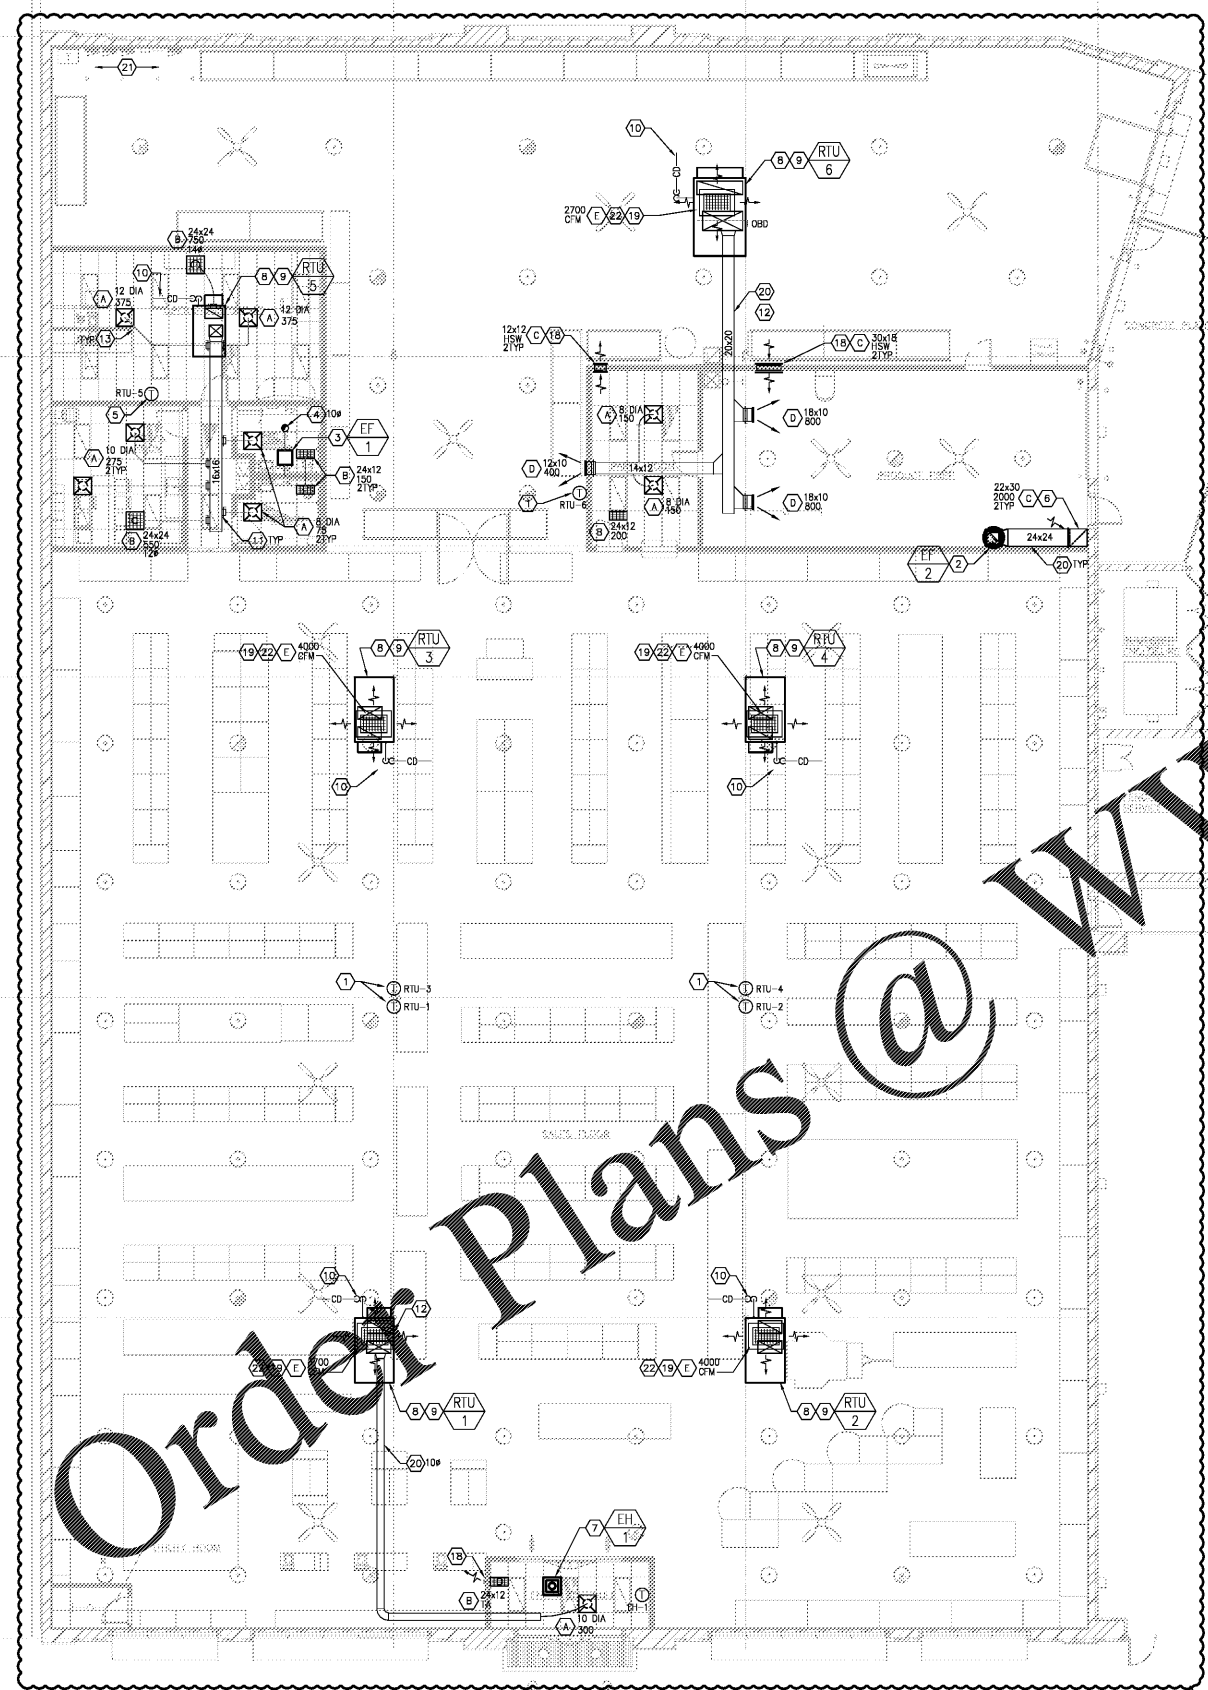 21
10
8 9 RTU
6
2700
CFM E 22 19
OBD
B 24x24
750
14ø
10
8 9 RTU
5
CD
A 12 DIA
375
A 12 DIA
375
TYP 13
20
12
20x20
12x12
HSW
2TYP
C 18
18 C 30x18
HSW
2TYP
RTU-5 T
5
4 10ø
3 EF
1
A 8 DIA
150
D 18x10
800
A 10 DIA
275
2TYP
16x16
24x12
B 150
2TYP
D 12x10
400
14x12
RTU-6 T
A 8 DIA
150
D 18x10
800
22x30
2000
2TYP
C 6
B 24x24
550
12ø
TYP
A 8 DIA
75
2TYP
B 24x12
200
24x24
EF
2
2
20 TYP
19 22 E 4000
CFM
8 9 RTU
3
19 22 E 4000
CFM
8 9 RTU
4
CD
10
CD
10
WW
1
T RTU-3
T RTU-1
1
T RTU-4
T RTU-2
SALES FLOOR
Order Plans @
10
CD
12
10
CD
E
22 19 E 4000
CFM
8 9 RTU
1
8 9 RTU
2
20 10ø
7 EH
1
18
B 24x12
T
A 10 DIA
300